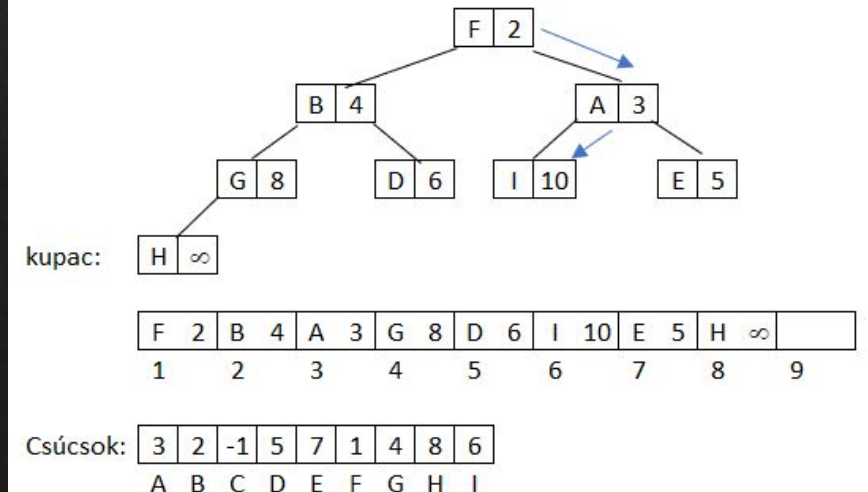 F 2
B 4 A 3
G 8 D 6 I 10 E 5
kupac: H ∞
F 2 B 4 A 3 G 8 D 6 I 10 E 5 H ∞
1 2 3 4 5 6 7 8 9
Csúcsok: 3 2 -1 5 7 1 4 8 6
A B C D E F G H I